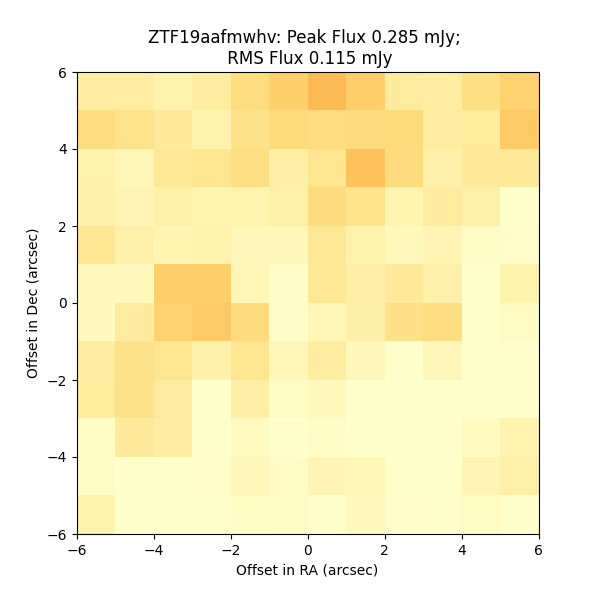 ZTF19aafmwhv: Peak Flux 0.285 mJy;
RMS Flux 0.115 mJy
6
4
2
0
−2
−4
−6
Offset in Dec (arcsec)
−6 −4 −2 0 2 4 6
Offset in RA (arcsec)